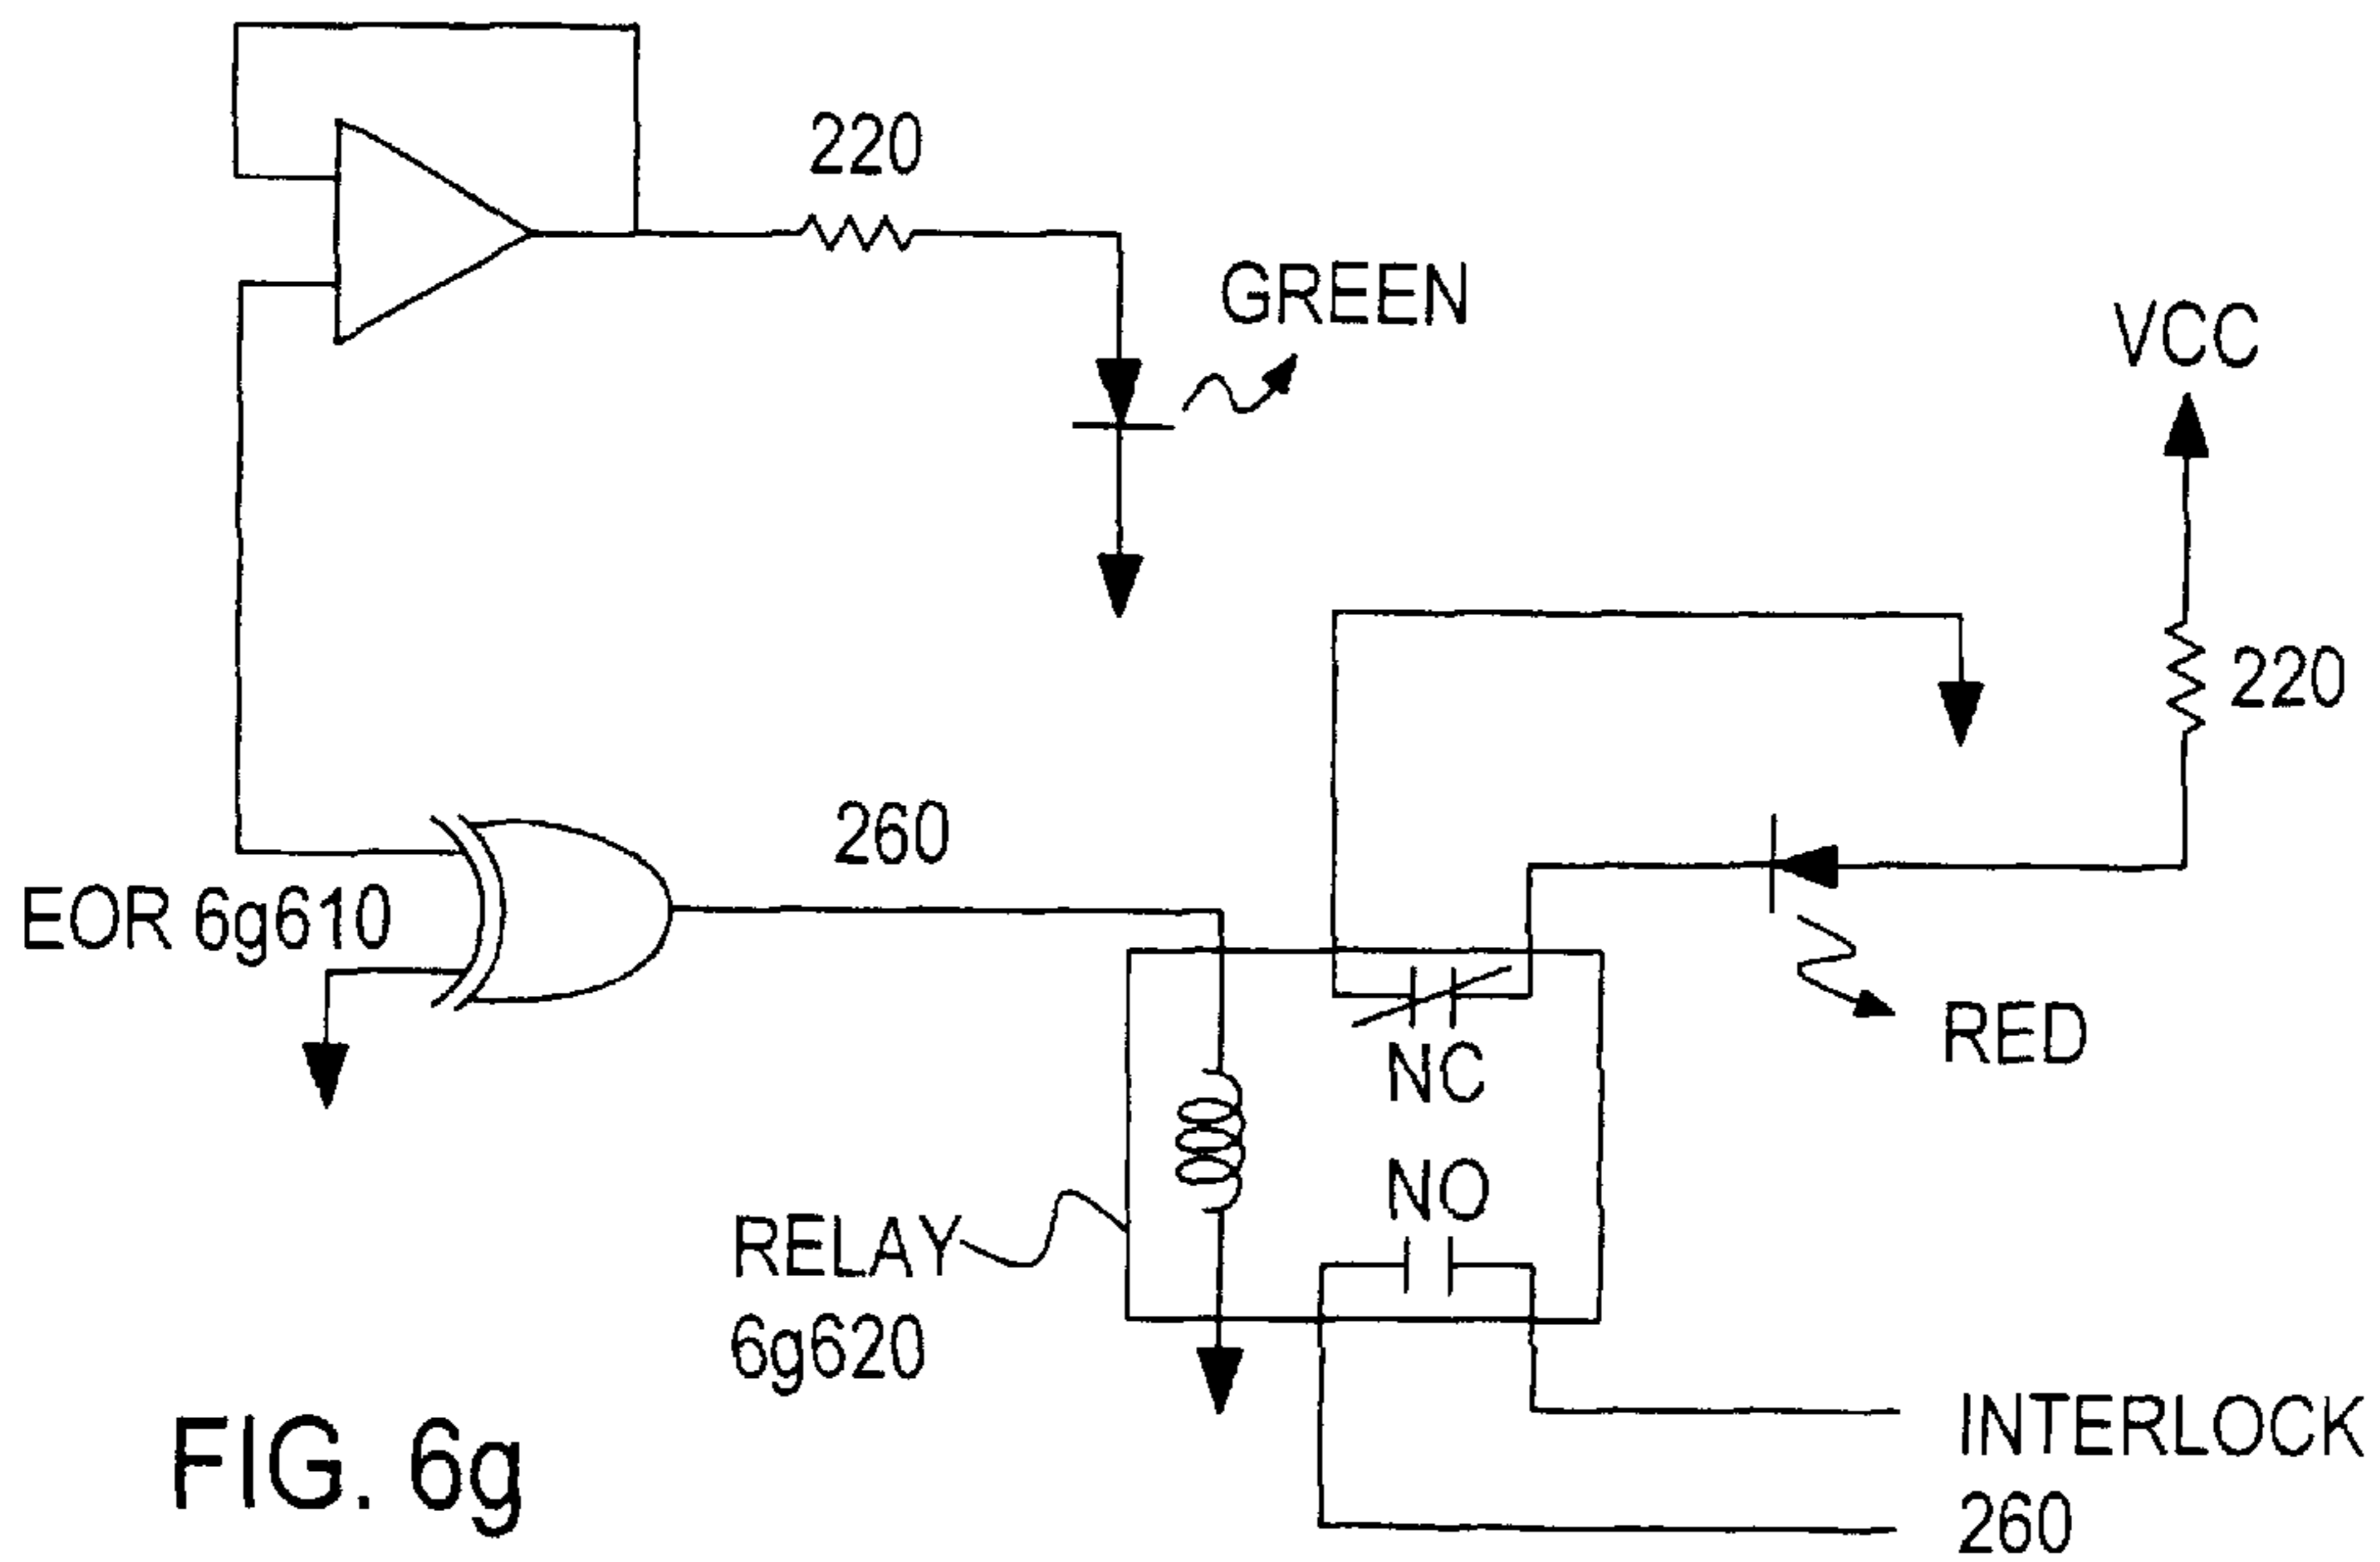 220
GREEN
VCC
220
260
EOR 6g610
RED
NC
NO
RELAY
6g620
INTERLOCK
260
FIG. 6g